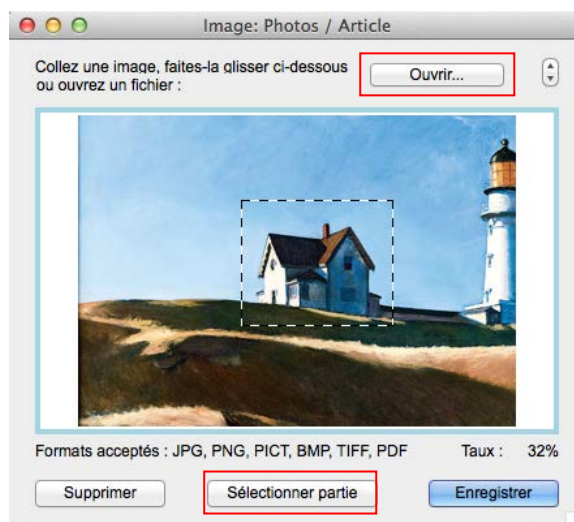 Image: Photos / Article
Collez une image, faites-la glisser ci-dessous
ou ouvrez un fichier :
Ouvrir...
Formats acceptés : JPG, PNG, PICT, BMP, TIFF, PDF
Taux : 32%
Supprimer
Sélectionner partie
Enregistrer